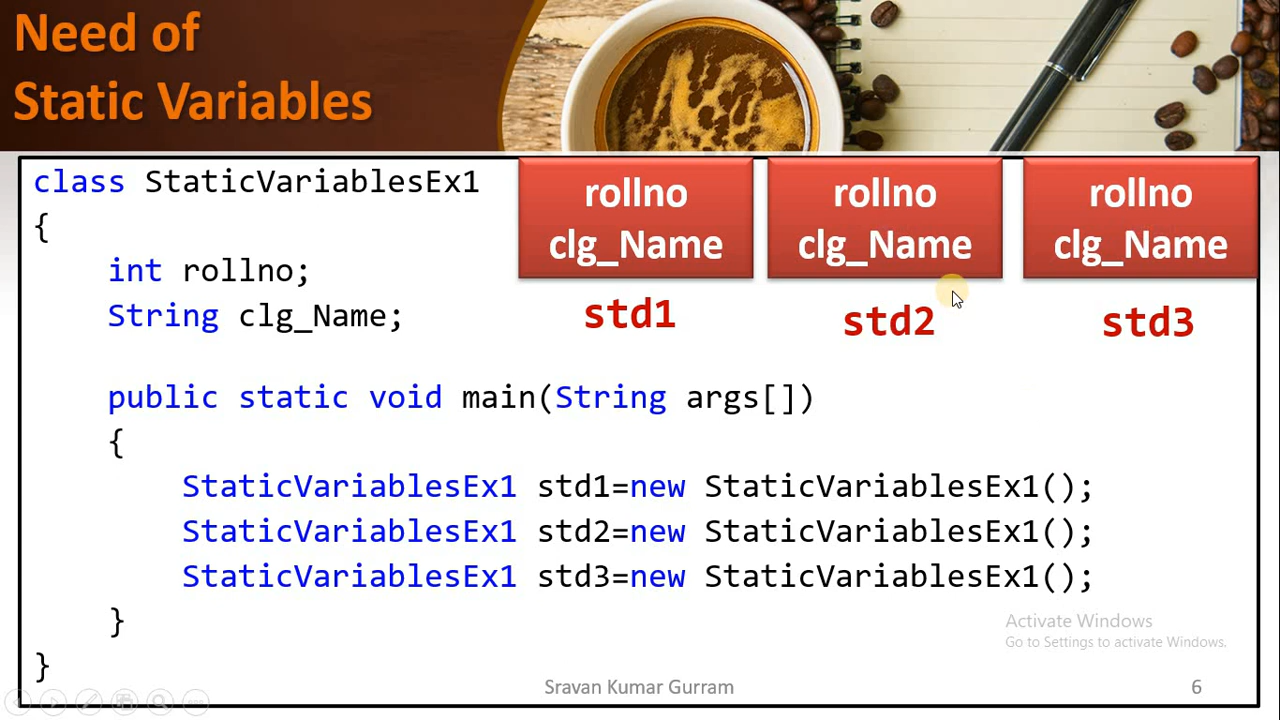 Need of
Static Variables
class StaticVariablesEx1
{
int rollno;
String clg_Name;
rollno
clg_Name
std1
rollno
clg_Name
std2
rollno
clg_Name
std3
public static void main(String args[])
{
StaticVariablesEx1 std1=new StaticVariablesEx1();
StaticVariablesEx1 std2=new StaticVariablesEx1();
StaticVariablesEx1 std3=new StaticVariablesEx1();
}
}
Activate Windows
Go to Settings to activate Windows.
Sravan Kumar Gurram
6